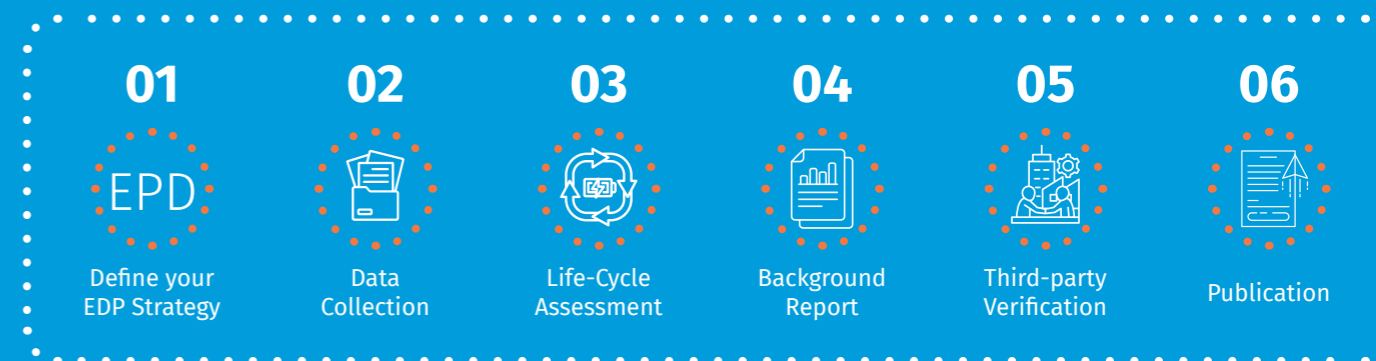 01
02
03
04
05
06
EPD
Define your
EDP Strategy
Data
Collection
Life-Cycle
Assessment
Background
Report
Third-party
Verification
Publication